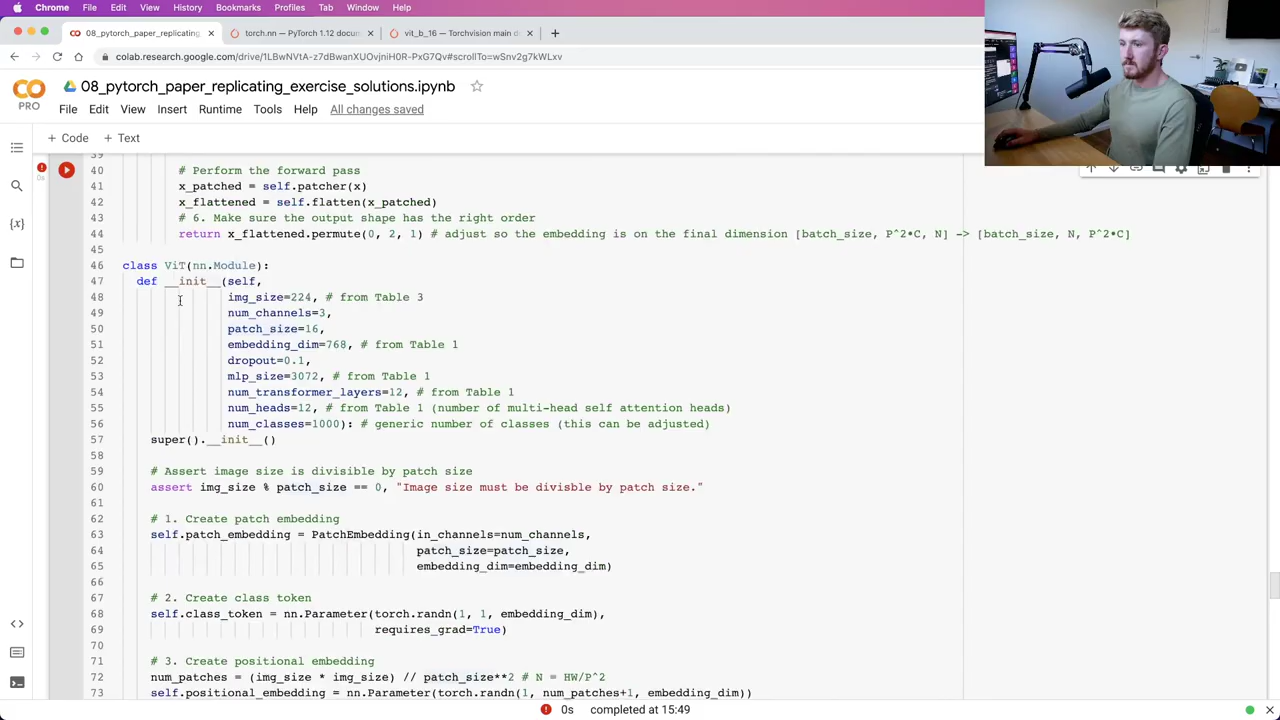 Chrome File Edit View History Bookmarks Profiles Tab Window Help
08_pytorch_paper_replicating_ × torch.nn — PyTorch 1.12 docum × vit_b_16 — Torchvision main d × +
08_pytorch_paper_replicating_exercise_solutions.ipynb
PRO
File Edit View Insert Runtime Tools Help All changes saved
+ Code + Text
39
40 # Perform the forward pass
41 x_patched = self.patcher(x)
42 x_flattened = self.flatten(x_patched)
43 # 6. Make sure the output shape has the right order
44 return x_flattened.permute(0, 2, 1) # adjust so the embedding is on the final dimension [batch_size, P^2•C, N] -> [batch_size, N, P^2•C]
45
46 class ViT(nn.Module):
47 def __init__(self,
48 img_size=224, # from Table 3
49 num_channels=3,
50 patch_size=16,
51 embedding_dim=768, # from Table 1
52 dropout=0.1,
53 mlp_size=3072, # from Table 1
54 num_transformer_layers=12, # from Table 1
55 num_heads=12, # from Table 1 (number of multi-head self attention heads)
56 num_classes=1000): # generic number of classes (this can be adjusted)
57 super().__init__()
58
59 # Assert image size is divisible by patch size
60 assert img_size % patch_size == 0, "Image size must be divisble by patch size."
61
62 # 1. Create patch embedding
63 self.patch_embedding = PatchEmbedding(in_channels=num_channels,
64 patch_size=patch_size,
65 embedding_dim=embedding_dim)
66
67 # 2. Create class token
68 self.class_token = nn.Parameter(torch.randn(1, 1, embedding_dim),
69 requires_grad=True)
70
71 # 3. Create positional embedding
72 num_patches = (img_size * img_size) // patch_size**2 # N = HW/P^2
73 self.positional_embedding = nn.Parameter(torch.randn(1, num_patches+1, embedding_dim))
0s completed at 15:49